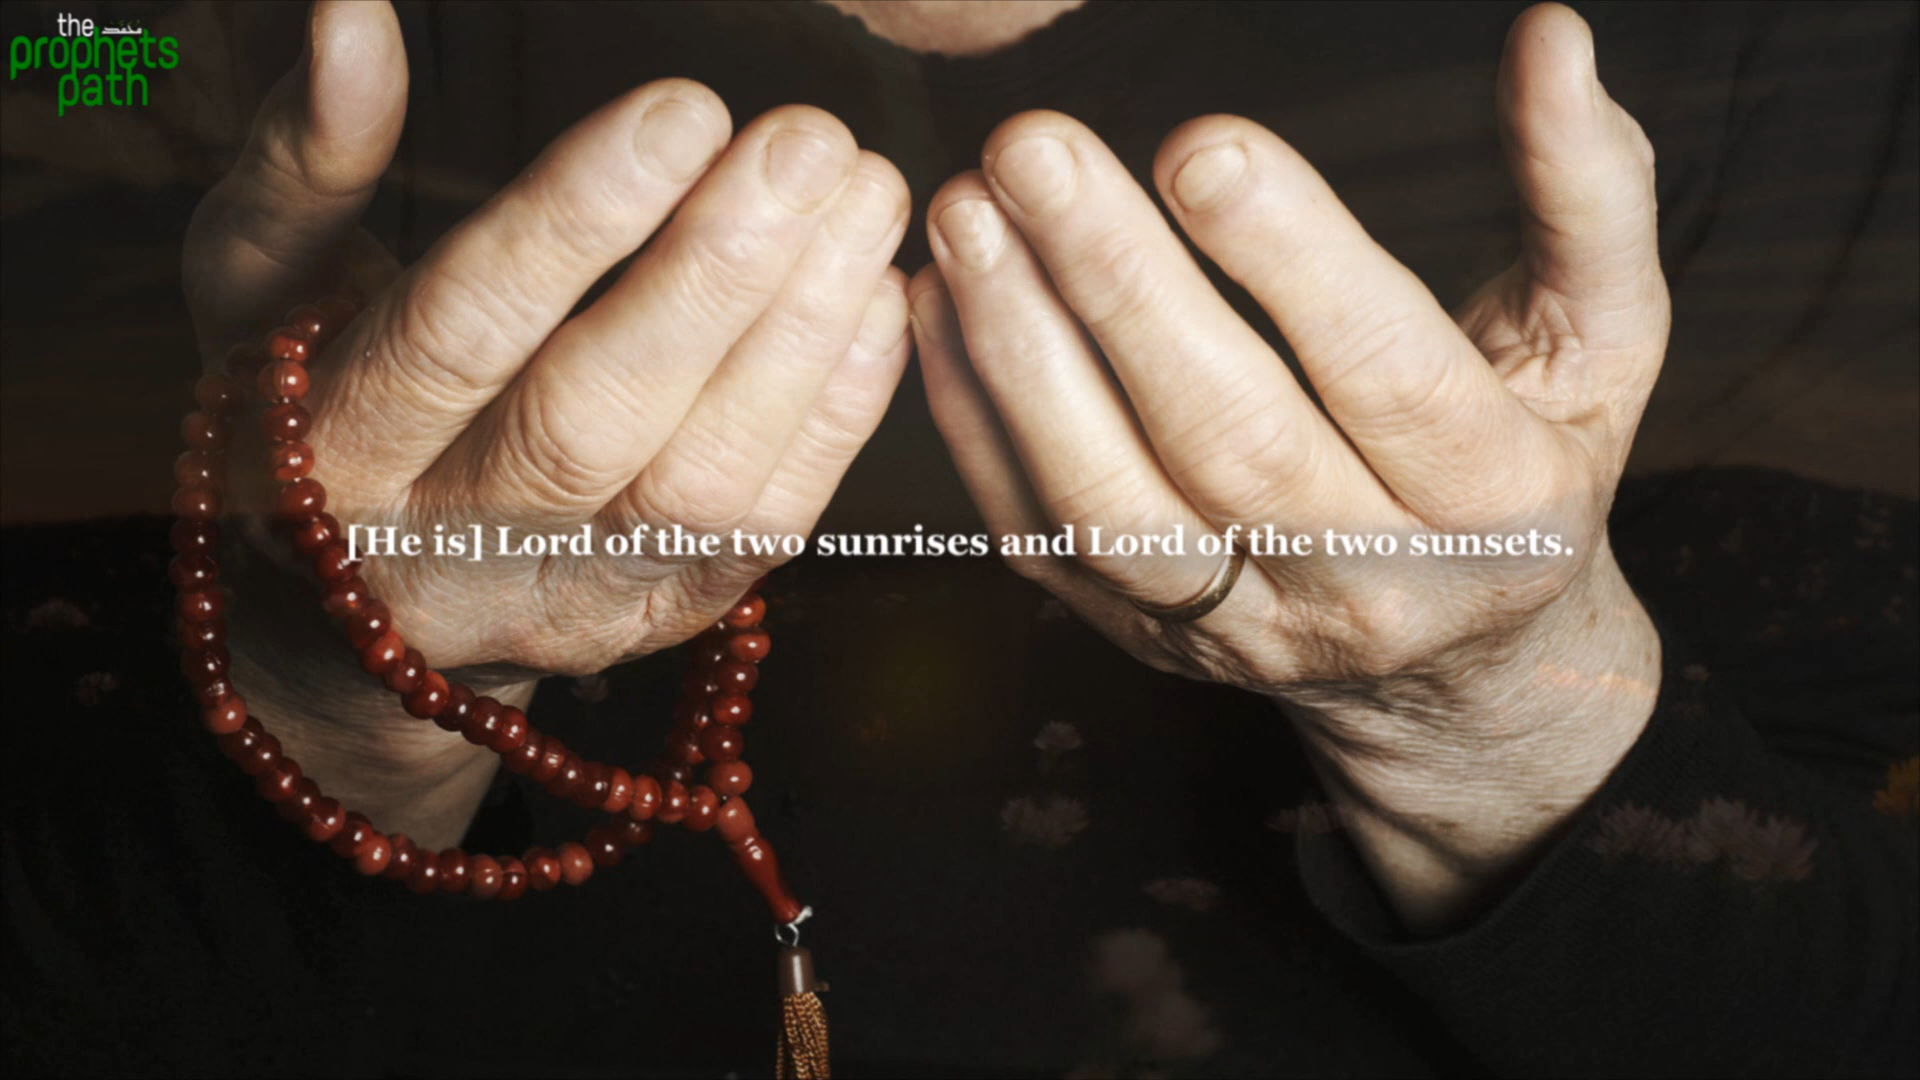 the
prophets
path
[He is] Lord of the two sunrises and Lord of the two sunsets.